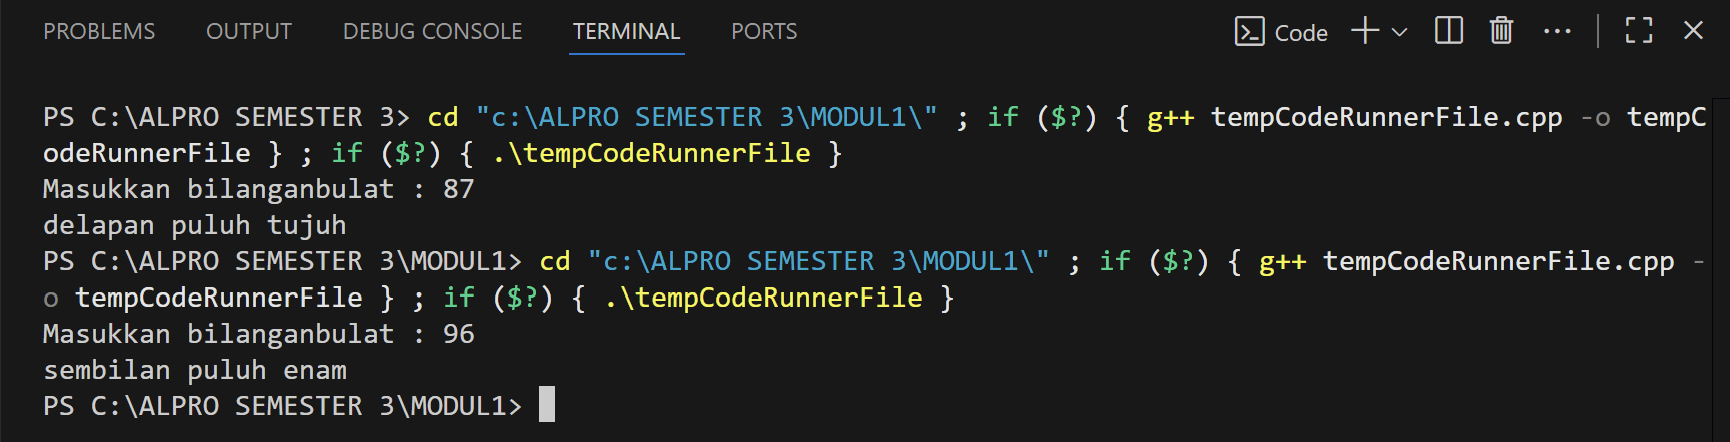 PROBLEMS OUTPUT DEBUG CONSOLE TERMINAL PORTS Code
PS C:\ALPRO SEMESTER 3> cd "c:\ALPRO SEMESTER 3\MODUL1\" ; if ($?) { g++ tempCodeRunnerFile.cpp -o tempC
odeRunnerFile } ; if ($?) { .\tempCodeRunnerFile }
Masukkan bilanganbulat : 87
delapan puluh tujuh
PS C:\ALPRO SEMESTER 3\MODUL1> cd "c:\ALPRO SEMESTER 3\MODUL1\" ; if ($?) { g++ tempCodeRunnerFile.cpp -
o tempCodeRunnerFile } ; if ($?) { .\tempCodeRunnerFile }
Masukkan bilanganbulat : 96
sembilan puluh enam
PS C:\ALPRO SEMESTER 3\MODUL1>